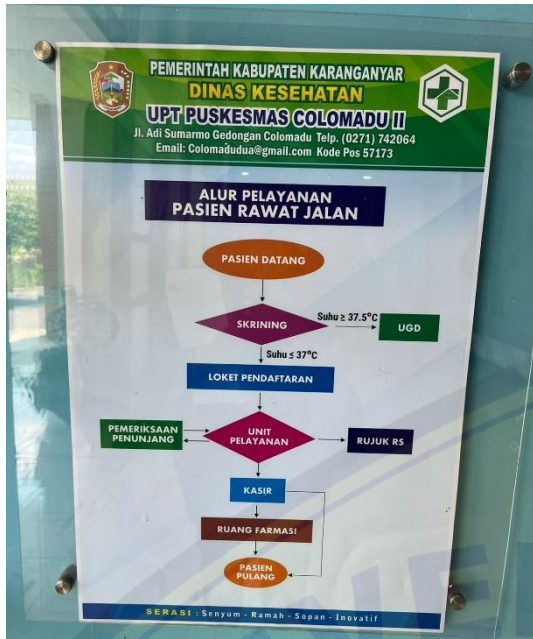 PEMERINTAH KABUPATEN KARANGANYAR
DINAS KESEHATAN
UPT PUSKESMAS COLOMADU II
Jl. Adi Sumarmo Gedongan Colomadu Telp. (0271) 742064
Email: Colomadudua@gmail.com Kode Pos 57173
ALUR PELAYANAN
PASIEN RAWAT JALAN
PASIEN DATANG
SKRINING
Suhu ≥ 37.5°C
UGD
Suhu ≤ 37°C
LOKET PENDAFTARAN
PEMERIKSAAN
PENUNJANG
UNIT
PELAYANAN
RUJUK RS
KASIR
RUANG FARMASI
PASIEN
PULANG
SERASI : Senyum - Ramah - Sopan - Inovatif